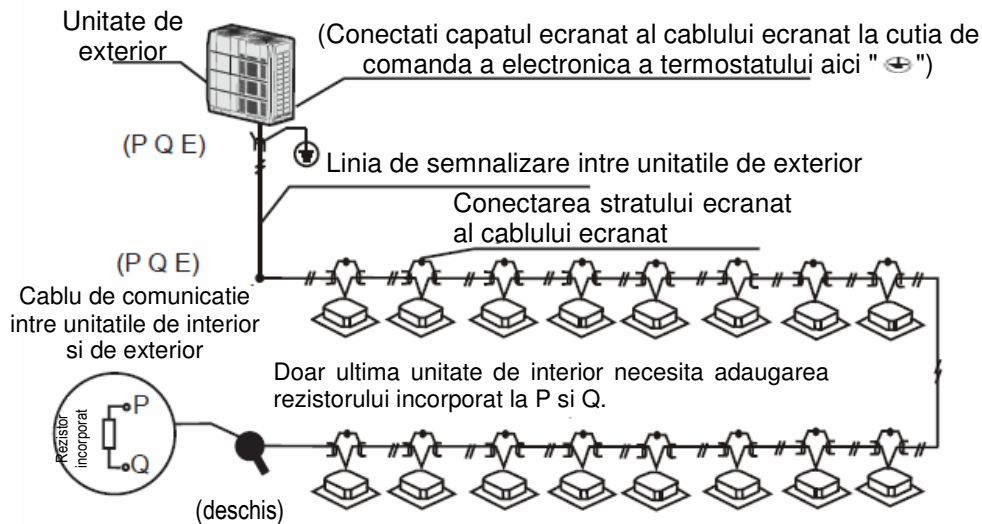 Unitate de
exterior
(Conectati capatul ecranat al cablului ecranat la cutia de
comanda a electronica a termostatului aici " ⏚ ")
(P Q E)
Linia de semnalizare intre unitatile de exterior
Conectarea stratului ecranat
al cablului ecranat
(P Q E)
Cablu de comunicatie
intre unitatile de interior
si de exterior
Doar ultima unitate de interior necesita adaugarea
rezistorului incorporat la P si Q.
Rezistor
incorporat
P
Q
(deschis)